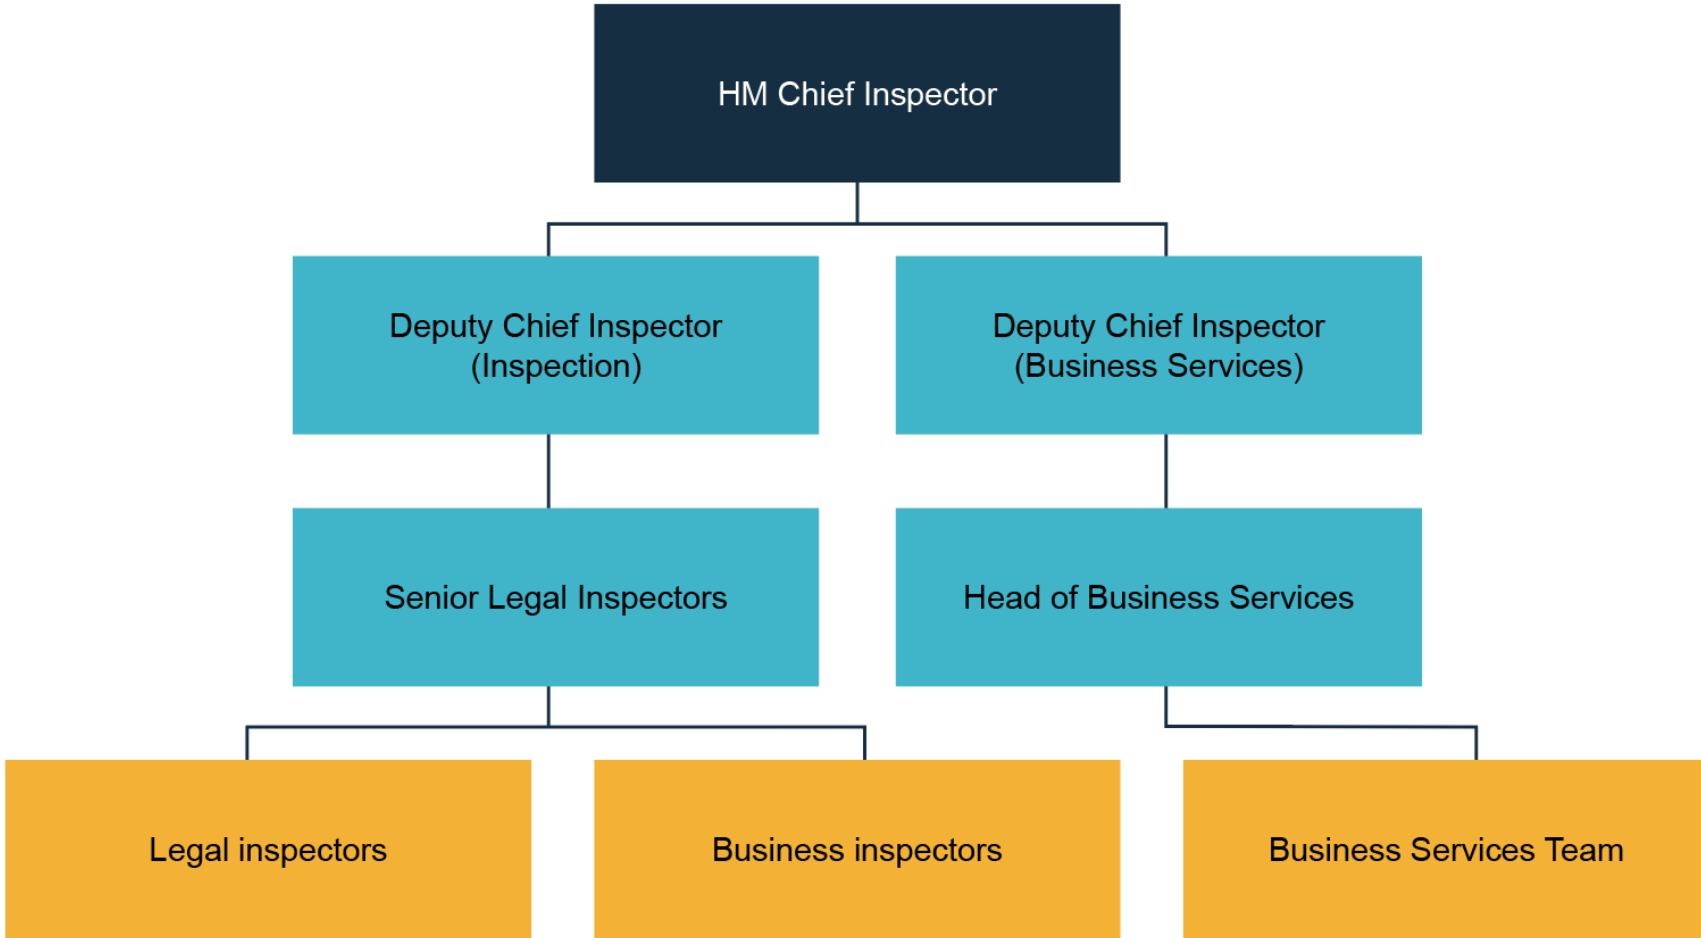 HM Chief Inspector
Deputy Chief Inspector
(Inspection)
Deputy Chief Inspector
(Business Services)
Senior Legal Inspectors
Head of Business Services
Legal inspectors
Business inspectors
Business Services Team